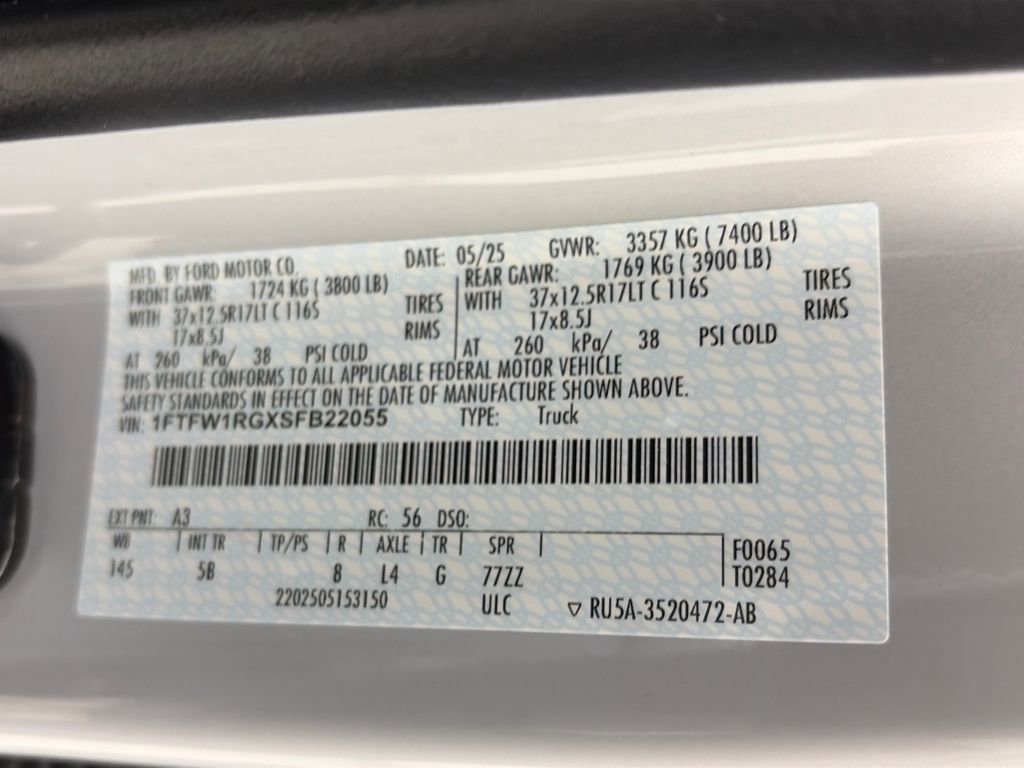 MFD. BY FORD MOTOR CO. DATE: 05/25 GVWR: 3357 KG ( 7400 LB)
FRONT GAWR: 1724 KG ( 3800 LB) REAR GAWR: 1769 KG ( 3900 LB)
WITH 37x12.5R17LT C 116S TIRES WITH 37x12.5R17LT C 116S TIRES
17x8.5J RIMS 17x8.5J RIMS
AT 260 kPa/ 38 PSI COLD AT 260 kPa/ 38 PSI COLD
THIS VEHICLE CONFORMS TO ALL APPLICABLE FEDERAL MOTOR VEHICLE
SAFETY STANDARDS IN EFFECT ON THE DATE OF MANUFACTURE SHOWN ABOVE.
VIN: 1FTFW1RGXSFB22055 TYPE: Truck
EXT PNT: A3 RC: 56 DSO:
WB INT TR TP/PS R AXLE TR SPR F0065
145 5B 8 L4 G 77ZZ T0284
2202505153150 ULC ▽ RU5A-3520472-AB